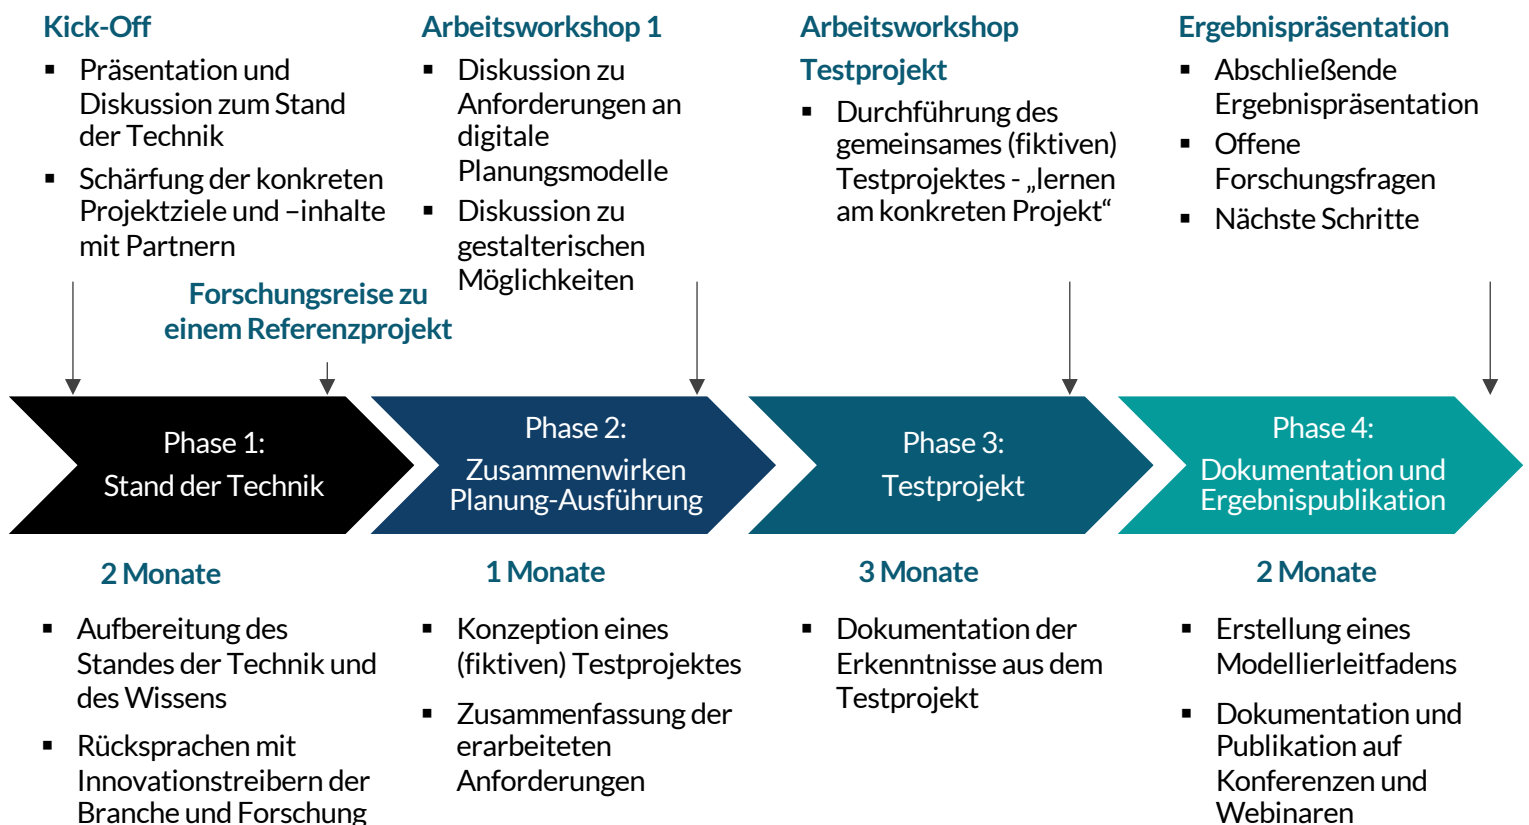 Kick-Off
▪ Präsentation und
Diskussion zum Stand
der Technik
▪ Schärfung der konkreten
Projektziele und –inhalte
mit Partnern
Forschungsreise zu
einem Referenzprojekt
Arbeitsworkshop 1
▪ Diskussion zu
Anforderungen an
digitale
Planungsmodelle
▪ Diskussion zu
gestalterischen
Möglichkeiten
Arbeitsworkshop
Testprojekt
▪ Durchführung des
gemeinsames (fiktiven)
Testprojektes - „lernen
am konkreten Projekt“
Ergebnispräsentation
▪ Abschließende
Ergebnispräsentation
▪ Offene
Forschungsfragen
▪ Nächste Schritte
Phase 1:
Stand der Technik
Phase 2:
Zusammenwirken
Planung-Ausführung
Phase 3:
Testprojekt
Phase 4:
Dokumentation und
Ergebnispublikation
2 Monate
▪ Aufbereitung des
Standes der Technik und
des Wissens
▪ Rücksprachen mit
Innovationstreibern der
Branche und Forschung
1 Monate
▪ Konzeption eines
(fiktiven) Testprojektes
▪ Zusammenfassung der
erarbeiteten
Anforderungen
3 Monate
▪ Dokumentation der
Erkenntnisse aus dem
Testprojekt
2 Monate
▪ Erstellung eines
Modellierleitfadens
▪ Dokumentation und
Publikation auf
Konferenzen und
Webinaren